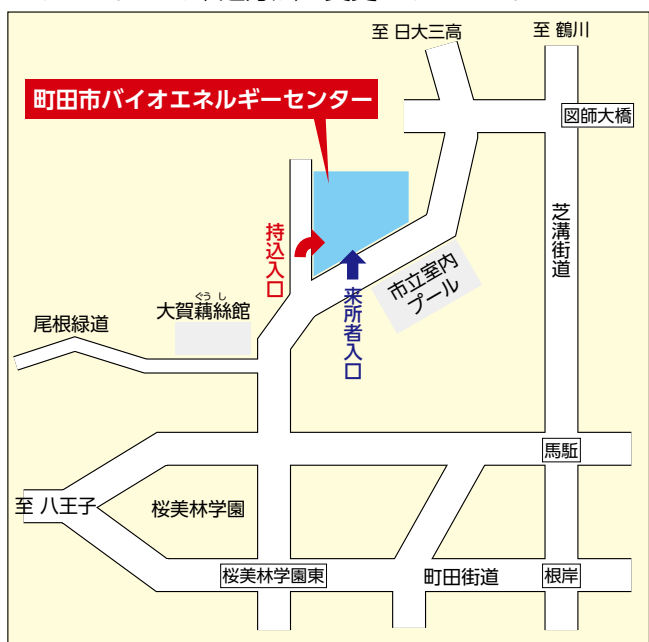 至 日大三高
至 鶴川
町田市バイオエネルギーセンター
図師大橋
芝溝街道
持込入口
市立室内
プール
来所者入口
ぐうし
大賀藕絲館
尾根緑道
馬駈
至 八王子
桜美林学園
桜美林学園東
町田街道
根岸